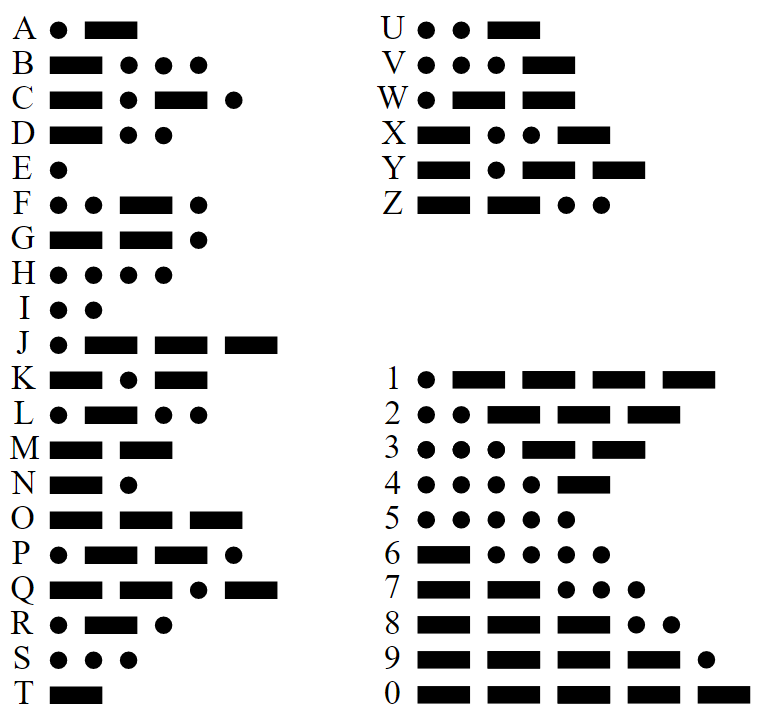 A • −
B − • • •
C − • − •
D − • •
E •
F • • − •
G − − •
H • • • •
I • •
J • − − −
K − • −
L • − • •
M − −
N − •
O − − −
P • − − •
Q − − • −
R • − •
S • • •
T −
U • • −
V • • • −
W • − −
X − • • −
Y − • − −
Z − − • •
1 • − − − −
2 • • − − −
3 • • • − −
4 • • • • −
5 • • • • •
6 − • • • •
7 − − • • •
8 − − − • •
9 − − − − •
0 − − − − −